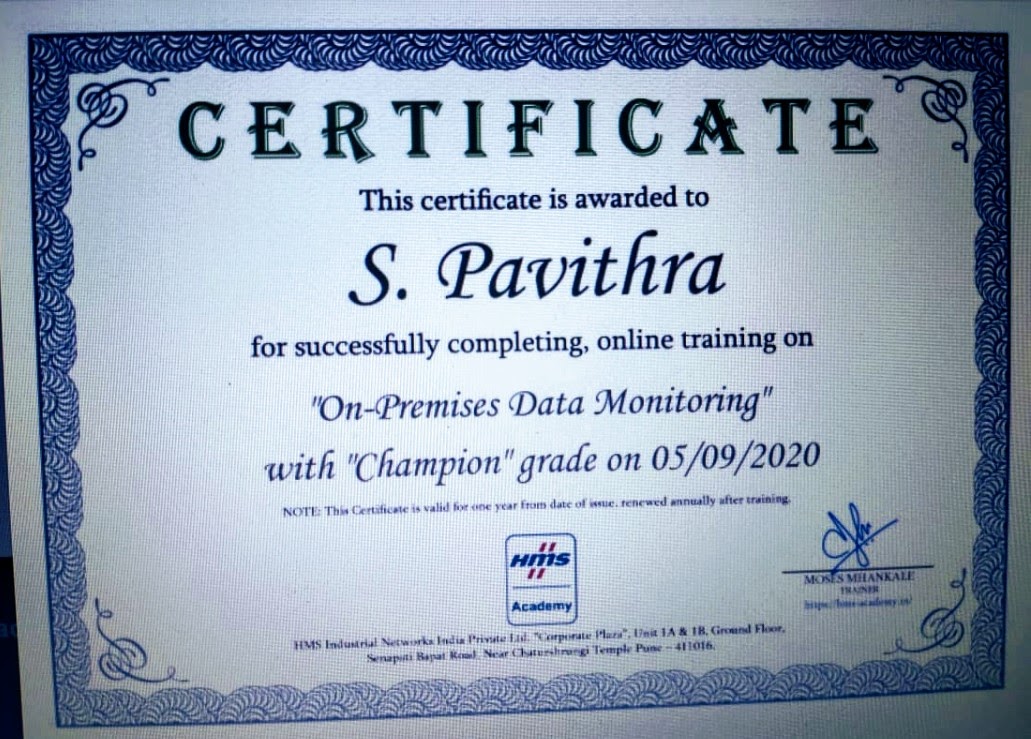 CERTIFICATE
This certificate is awarded to
S. Pavithra
for successfully completing, online training on
"On-Premises Data Monitoring"
with "Champion" grade on 05/09/2020
NOTE: This Certificate is valid for one year from date of issue. renewed annually after training.
HMS
Academy
MOSES MHANKALE
TRAINER
https://hms-academy.in/
HMS Industrial Networks India Private Ltd. "Corporate Plaza", Unit 1A & 1B, Ground Floor,
Senapati Bapat Road, Near Chaturshrungi Temple Pune – 411016.